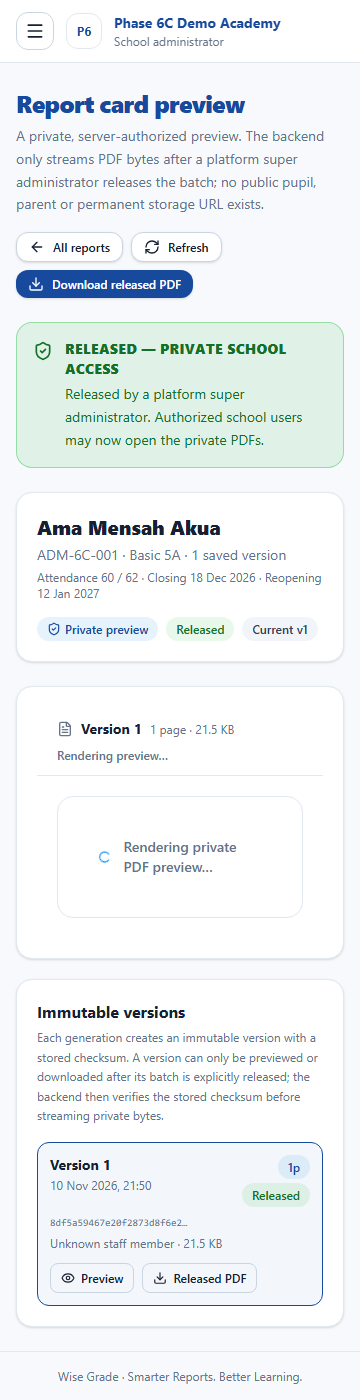 P6
Phase 6C Demo Academy
School administrator
Report card preview
A private, server-authorized preview. The backend
only streams PDF bytes after a platform super
administrator releases the batch; no public pupil,
parent or permanent storage URL exists.
All reports
Refresh
Download released PDF
RELEASED — PRIVATE SCHOOL
ACCESS
Released by a platform super
administrator. Authorized school users
may now open the private PDFs.
Ama Mensah Akua
ADM-6C-001 · Basic 5A · 1 saved version
Attendance 60 / 62 · Closing 18 Dec 2026 · Reopening
12 Jan 2027
Private preview
Released
Current v1
Version 1 1 page · 21.5 KB
Rendering preview...
Rendering private
PDF preview...
Immutable versions
Each generation creates an immutable version with a
stored checksum. A version can only be previewed or
downloaded after its batch is explicitly released; the
backend then verifies the stored checksum before
streaming private bytes.
Version 1
1p
10 Nov 2026, 21:50
Released
8df5a59467e20f2873d8f6e2…
Unknown staff member · 21.5 KB
Preview
Released PDF
Wise Grade · Smarter Reports. Better Learning.